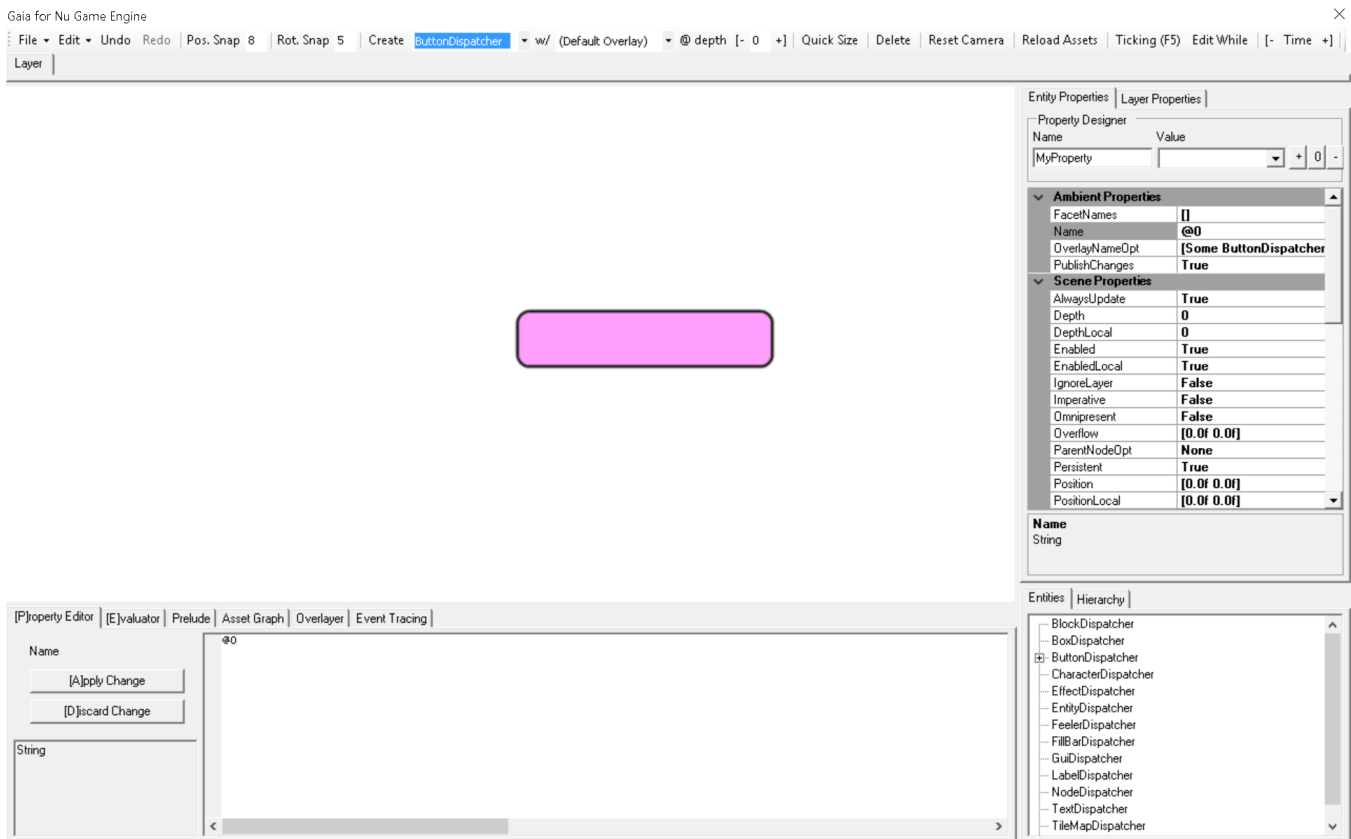 Gaia for Nu Game Engine
File Edit Undo Redo Pos. Snap 8 Rot. Snap 5 Create ButtonDispatcher w/ (Default Overlay) @ depth [- 0 +] Quick Size Delete Reset Camera Reload Assets Ticking (F5) Edit While [- Time +]
Layer
Entity Properties Layer Properties
Property Designer
Name Value
MyProperty + 0 -
Ambient Properties
FacetNames []
Name @0
OverlayNameOpt [Some ButtonDispatcher
PublishChanges True
Scene Properties
AlwaysUpdate True
Depth 0
DepthLocal 0
Enabled True
EnabledLocal True
IgnoreLayer False
Imperative False
Omnipresent False
Overflow [0.0f 0.0f]
ParentNodeOpt None
Persistent True
Position [0.0f 0.0f]
PositionLocal [0.0f 0.0f]
Name
String
[P]roperty Editor [E]valuator Prelude Asset Graph Overlayer Event Tracing
Name
[A]pply Change
[D]iscard Change
String
@0
Entities Hierarchy
BlockDispatcher
BoxDispatcher
ButtonDispatcher
CharacterDispatcher
EffectDispatcher
EntityDispatcher
FeelerDispatcher
FillBarDispatcher
GuiDispatcher
LabelDispatcher
NodeDispatcher
TextDispatcher
TileMapDispatcher